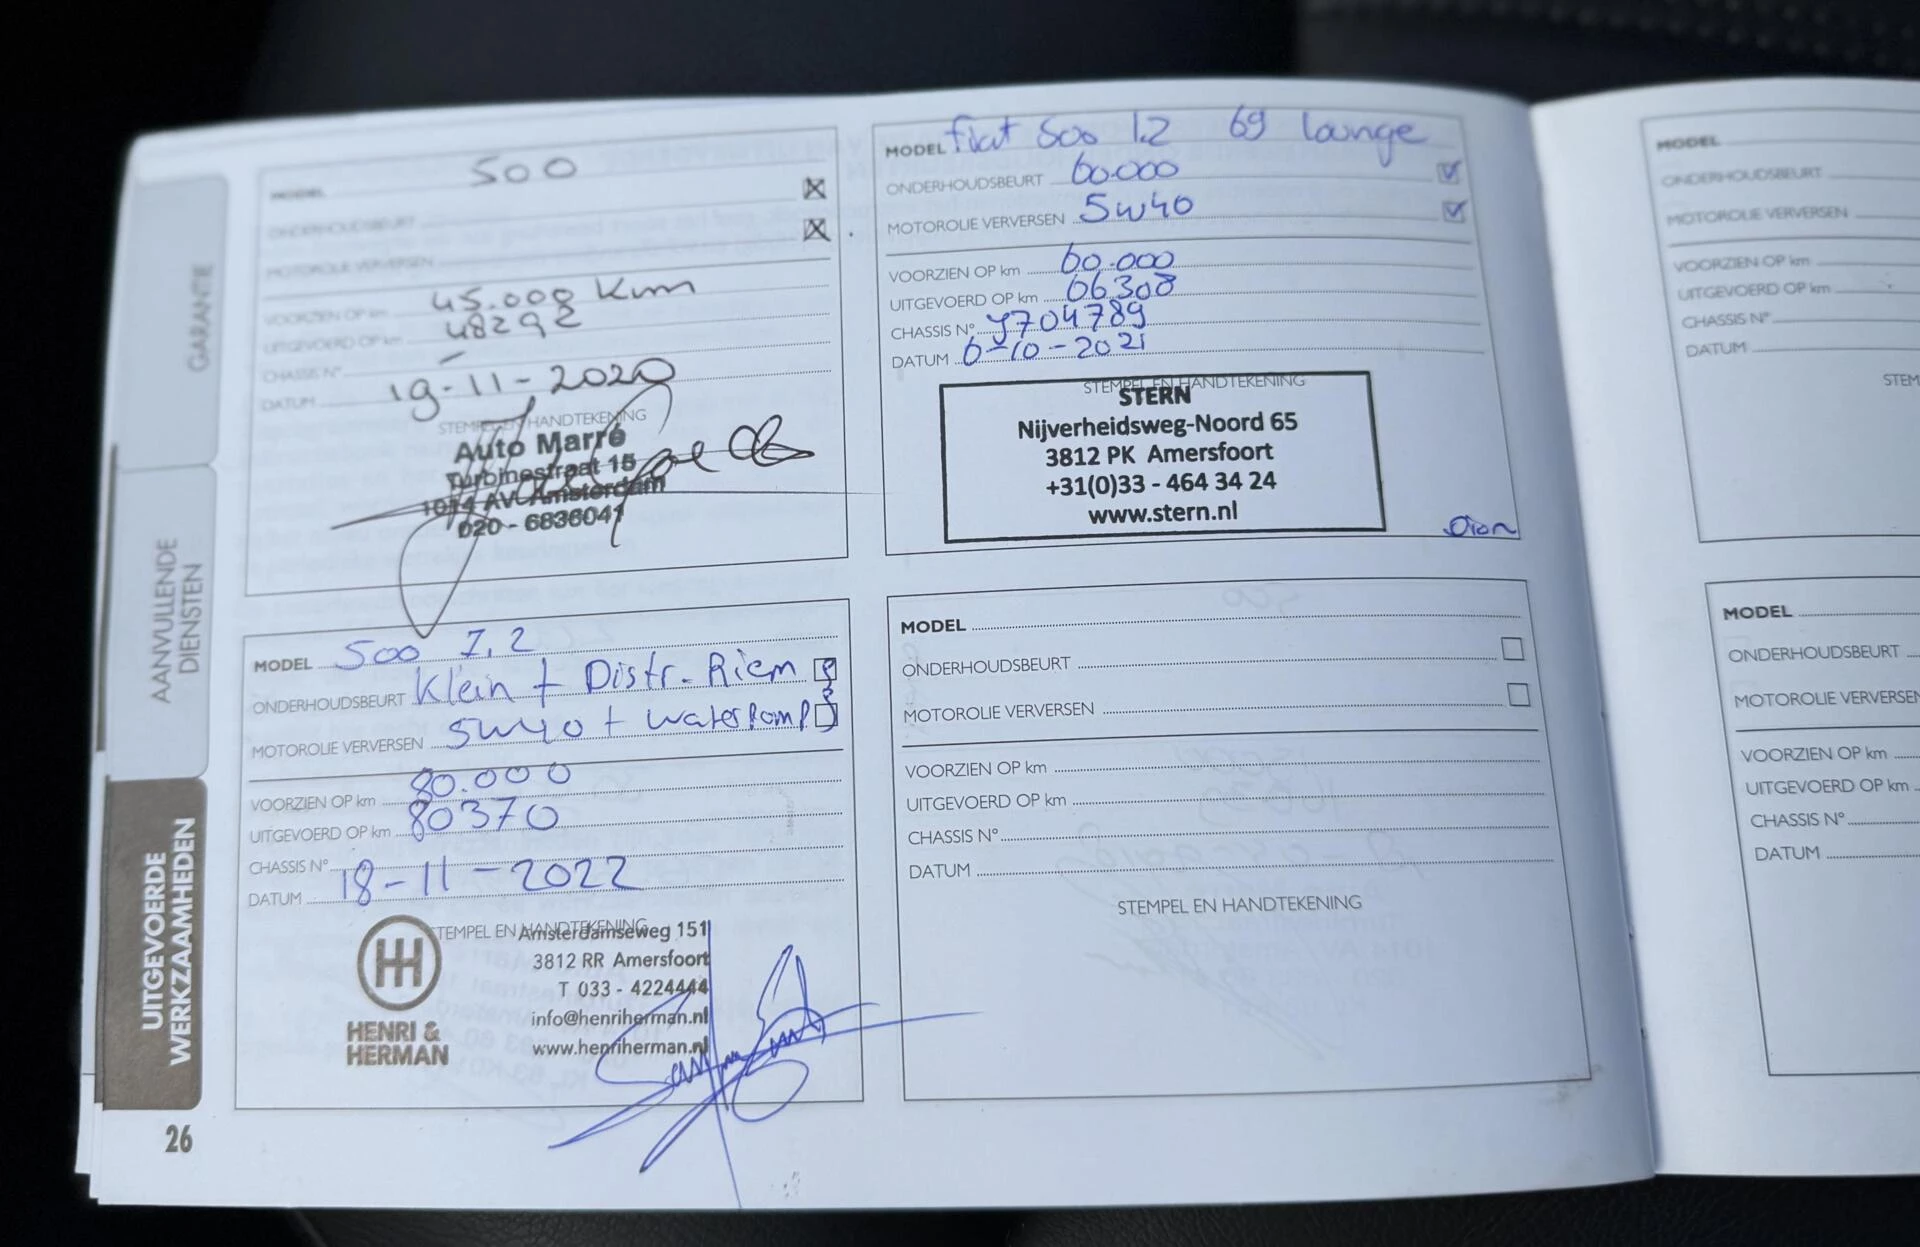 GARANTIE
AANVULLENDE
DIENSTEN
UITGEVOERDE
WERKZAAMHEDEN
26
MODEL 500
ONDERHOUDSBEURT
MOTOROLIE VERVERSEN
VOORZIEN OP km 45.000 Km
UITGEVOERD OP km 48292
CHASSIS N° -
DATUM 19-11-2020
STEMPEL EN HANDTEKENING
Auto Marré
Turbinestraat 15
1014 AV Amsterdam
020 - 6836041
MODEL fiat 500 1.2 69 lounge
ONDERHOUDSBEURT 60.000
MOTOROLIE VERVERSEN 5w40
VOORZIEN OP km 60.000
UITGEVOERD OP km 66308
CHASSIS N° J704789
DATUM 6-10-2021
STEMPEL EN HANDTEKENING
STERN
Nijverheidsweg-Noord 65
3812 PK Amersfoort
+31(0)33 - 464 34 24
www.stern.nl
MODEL 500 1,2
ONDERHOUDSBEURT Klein + Distr. Riem
MOTOROLIE VERVERSEN 5W40 + Waterpomp
VOORZIEN OP km 80.000
UITGEVOERD OP km 80370
CHASSIS N°
DATUM 18-11-2022
STEMPEL EN HANDTEKENING
HENRI &
HERMAN
Amsterdamseweg 151
3812 RR Amersfoort
T 033 - 4224444
info@henriherman.nl
www.henriherman.nl
MODEL
ONDERHOUDSBEURT
MOTOROLIE VERVERSEN
VOORZIEN OP km
UITGEVOERD OP km
CHASSIS N°
DATUM
STEMPEL EN HANDTEKENING
MODEL
ONDERHOUDSBEURT
MOTOROLIE VERVERSEN
VOORZIEN OP km
UITGEVOERD OP km
CHASSIS N°
DATUM
STEM
MODEL
ONDERHOUDSBEURT
MOTOROLIE VERVERSEN
VOORZIEN OP km
UITGEVOERD OP km
CHASSIS N°
DATUM